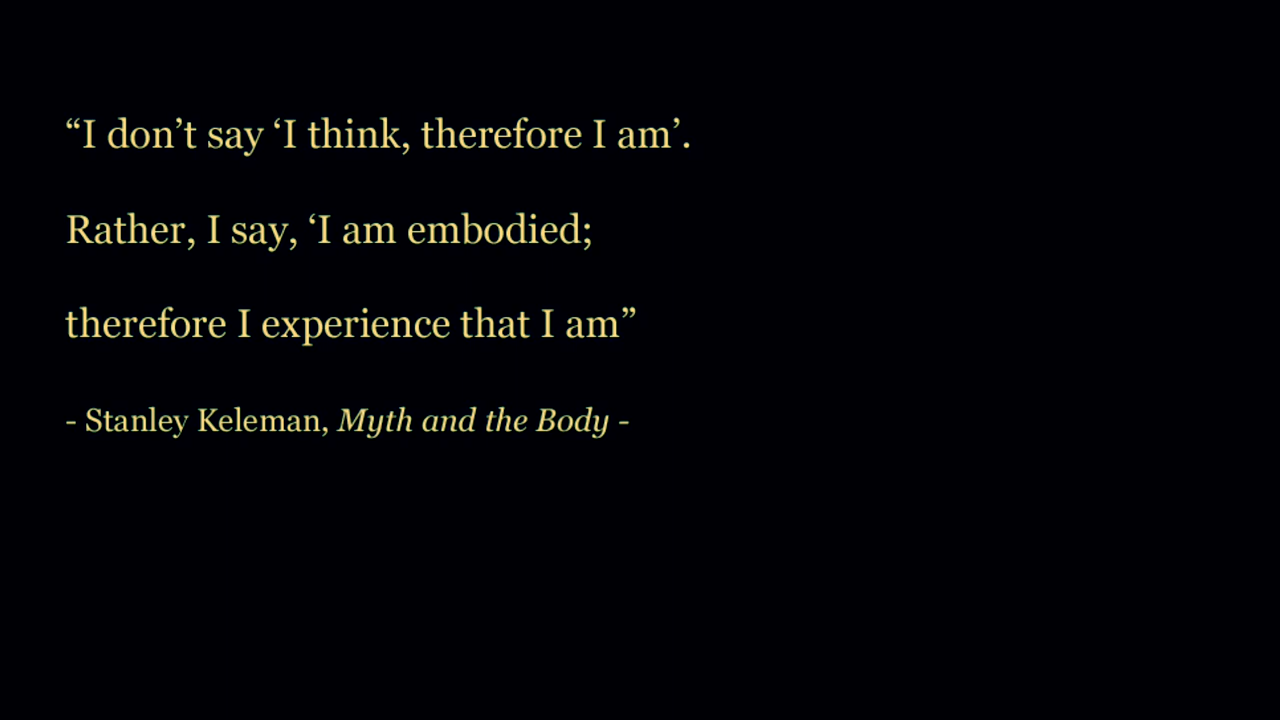 “I don’t say ‘I think, therefore I am’.
Rather, I say, ‘I am embodied;
therefore I experience that I am”
- Stanley Keleman, Myth and the Body -